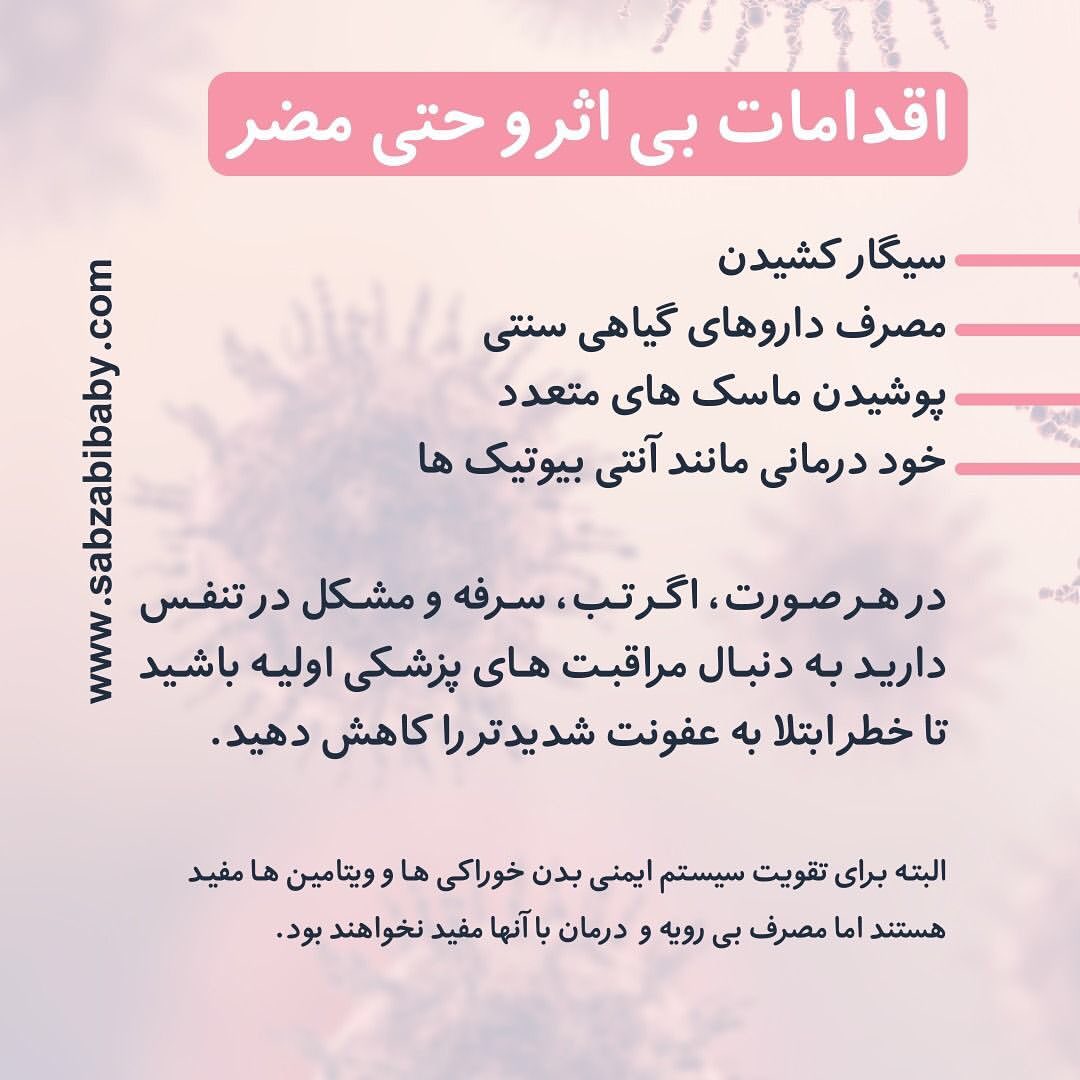 اقدامات بی اثر و حتی مضر
سیگار کشیدن
مصرف داروهای گیاهی سنتی
پوشیدن ماسک های متعدد
خود درمانی مانند آنتی بیوتیک ها
در هر صورت، اگر تب، سرفه و مشکل در تنفس
دارید به دنبال مراقبت های پزشکی اولیه باشید
تا خطر ابتلا به عفونت شدیدتر را کاهش دهید.
البته برای تقویت سیستم ایمنی بدن خوراکی ها و ویتامین ها مفید
هستند اما مصرف بی رویه و درمان با آنها مفید نخواهند بود.
www.sabzabibaby.com